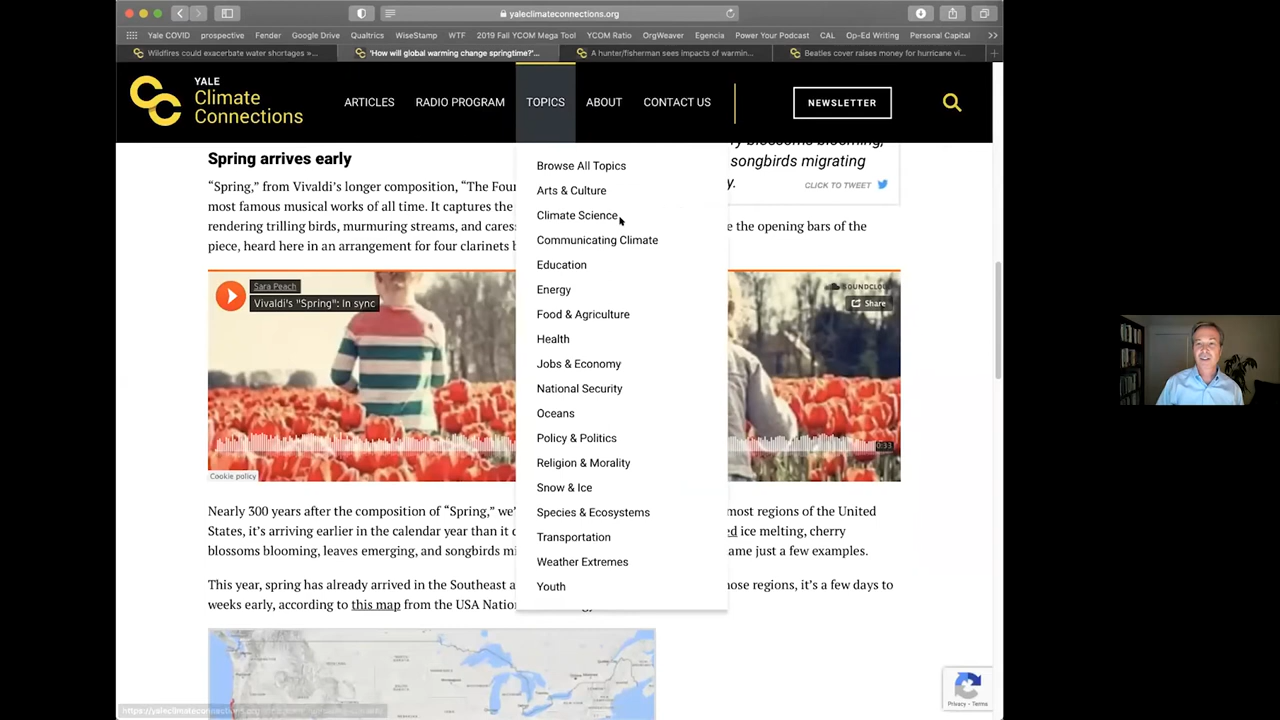 yaleclimateconnections.org
Yale COVID prospective Fender Google Drive Qualtrics WiseStamp WTF 2019 Fall YCOM Mega Tool YCOM Ratio OrgWeaver Egencia Power Your Podcast CAL Op-Ed Writing Personal Capital >>
Wildfires could exacerbate water shortages »...
'How will global warming change springtime?'...
A hunter/fisherman sees impacts of warmin...
Beatles cover raises money for hurricane vi...
YALE
Climate
Connections
ARTICLES RADIO PROGRAM TOPICS ABOUT CONTACT US
NEWSLETTER
songbirds migrating
CLICK TO TWEET
Browse All Topics
Arts & Culture
Climate Science
Communicating Climate
Education
Energy
Food & Agriculture
Health
Jobs & Economy
National Security
Oceans
Policy & Politics
Religion & Morality
Snow & Ice
Species & Ecosystems
Transportation
Weather Extremes
Youth
Spring arrives early
“Spring,” from Vivaldi’s longer composition, “The Fou
most famous musical works of all time. It captures the
rendering trilling birds, murmuring streams, and cares e the opening bars of the
piece, heard here in an arrangement for four clarinets b
Sara Peach
Vivaldi's "Spring": In sync
SOUNDCLOUD
Share
0:33
Cookie policy
Nearly 300 years after the composition of “Spring,” we’ most regions of the United
States, it’s arriving earlier in the calendar year than it d ed ice melting, cherry
blossoms blooming, leaves emerging, and songbirds mi ame just a few examples.
This year, spring has already arrived in the Southeast a hose regions, it’s a few days to
weeks early, according to this map from the USA Nation
Privacy - Terms